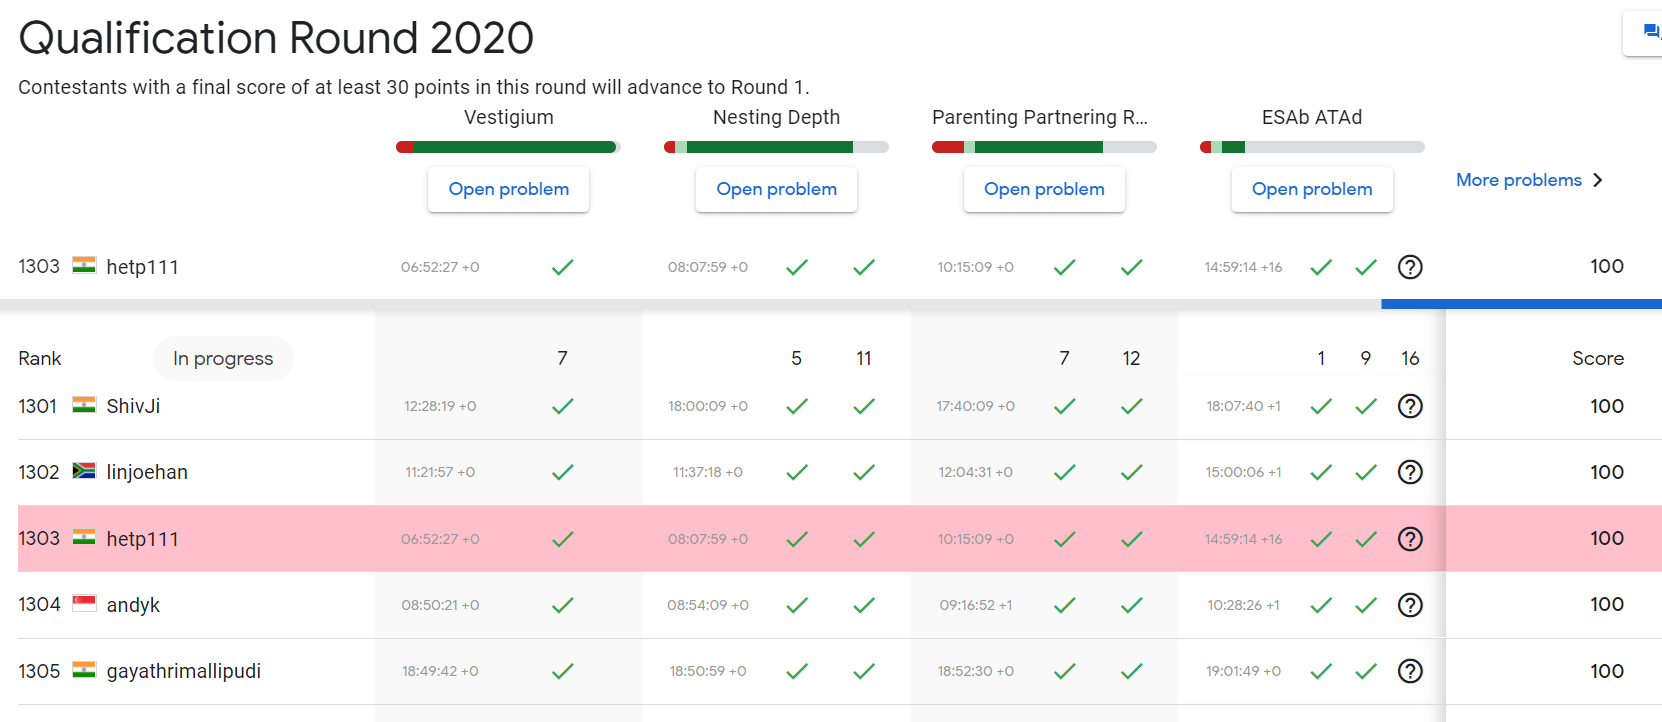 Qualification Round 2020
Contestants with a final score of at least 30 points in this round will advance to Round 1.
Vestigium Nesting Depth Parenting Partnering R... ESAb ATAd
Open problem Open problem Open problem Open problem More problems
1303 hetp111 06:52:27 +0 08:07:59 +0 10:15:09 +0 14:59:14 +16 100
Rank In progress 7 5 11 7 12 1 9 16 Score
1301 ShivJi 12:28:19 +0 18:00:09 +0 17:40:09 +0 18:07:40 +1 100
1302 linjoehan 11:21:57 +0 11:37:18 +0 12:04:31 +0 15:00:06 +1 100
1303 hetp111 06:52:27 +0 08:07:59 +0 10:15:09 +0 14:59:14 +16 100
1304 andyk 08:50:21 +0 08:54:09 +0 09:16:52 +1 10:28:26 +1 100
1305 gayathrimallipudi 18:49:42 +0 18:50:59 +0 18:52:30 +0 19:01:49 +0 100